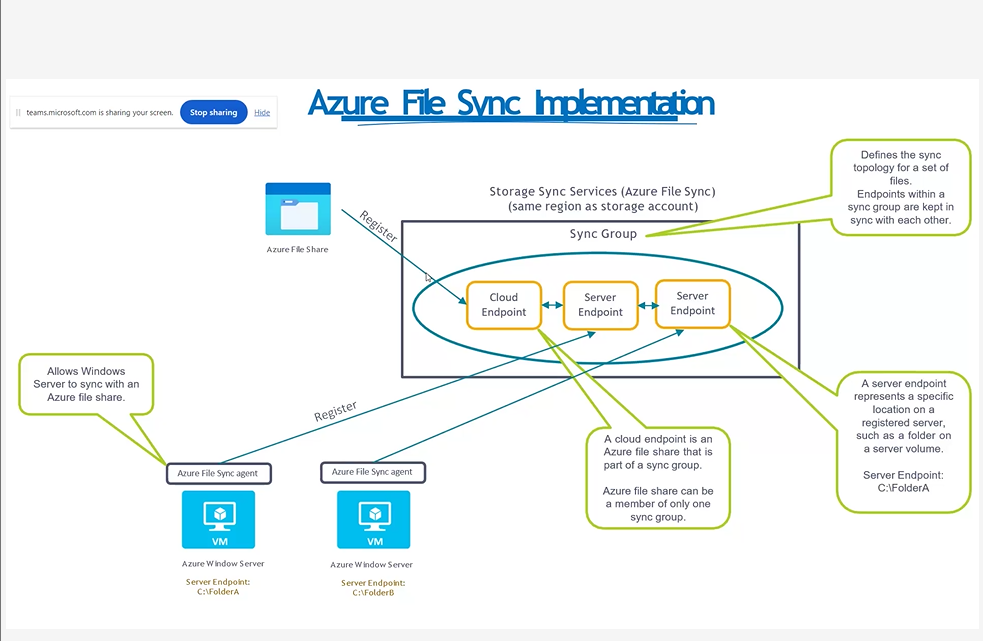 Azure File Sync Implementation
teams.microsoft.com is sharing your screen.
Stop sharing
Hide
Defines the sync
topology for a set of
files.
Endpoints within a
sync group are kept in
sync with each other.
Storage Sync Services (Azure File Sync)
(same region as storage account)
Sync Group
Register
Azure File Share
Cloud
Endpoint
Server
Endpoint
Server
Endpoint
Allows Windows
Server to sync with an
Azure file share.
Register
A server endpoint
represents a specific
location on a
registered server,
such as a folder on
a server volume.
Server Endpoint:
C:\FolderA
A cloud endpoint is an
Azure file share that is
part of a sync group.
Azure file share can be
a member of only one
sync group.
Azure File Sync agent
Azure File Sync agent
VM
VM
Azure Window Server
Azure Window Server
Server Endpoint:
C:\FolderA
Server Endpoint:
C:\FolderB